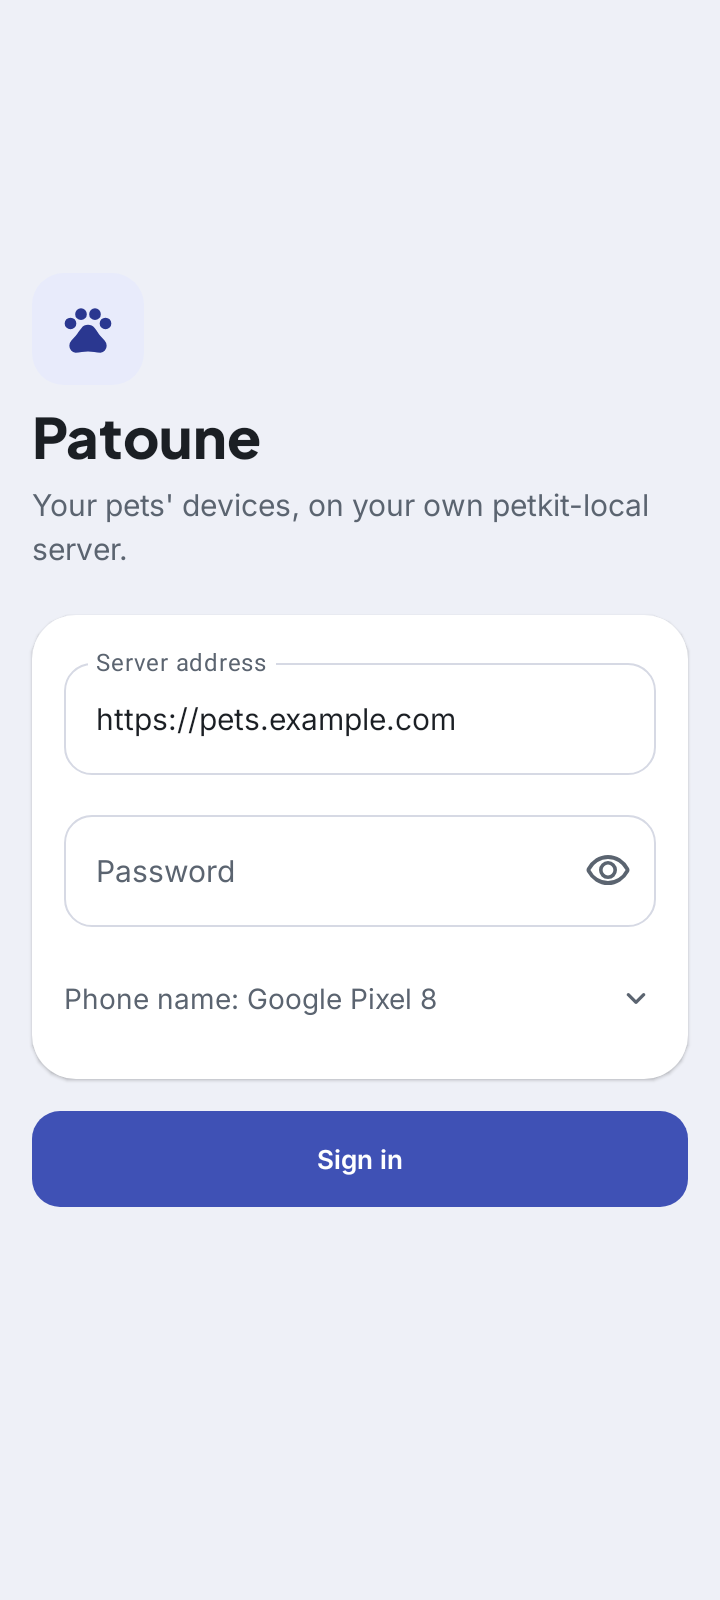 Patoune
Your pets' devices, on your own petkit-local
server.
Server address
https://pets.example.com
Password
Phone name: Google Pixel 8
Sign in